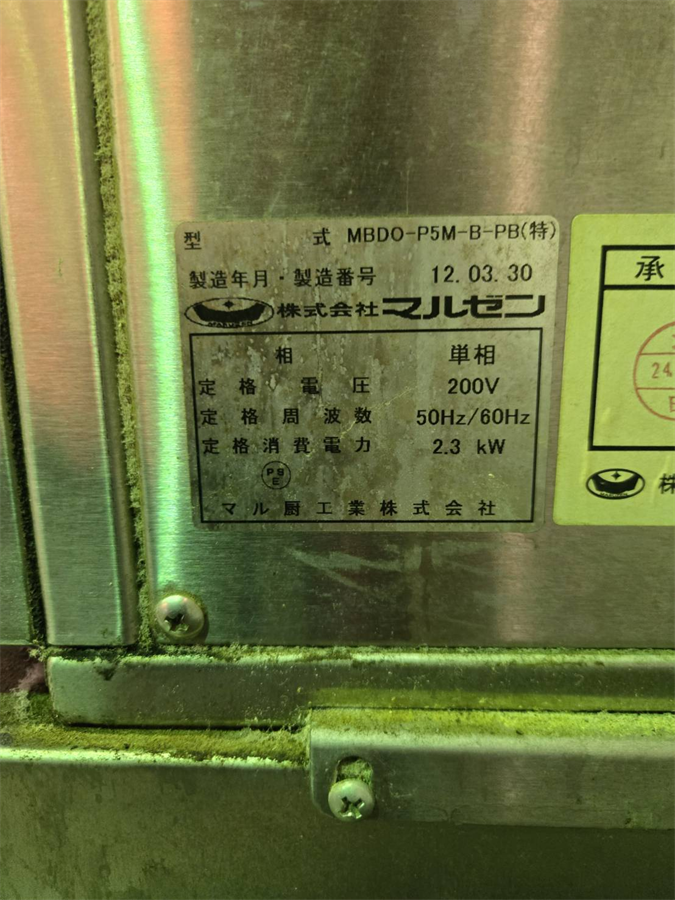 型 式 MBDO-P5M-B-PB(特)
製造年月・製造番号 12.03.30
株式会社マルゼン
相 単相
定格電圧 200V
定格周波数 50Hz/60Hz
定格消費電力 2.3 kW
PS
E
マル厨工業株式会社
承
24.
株